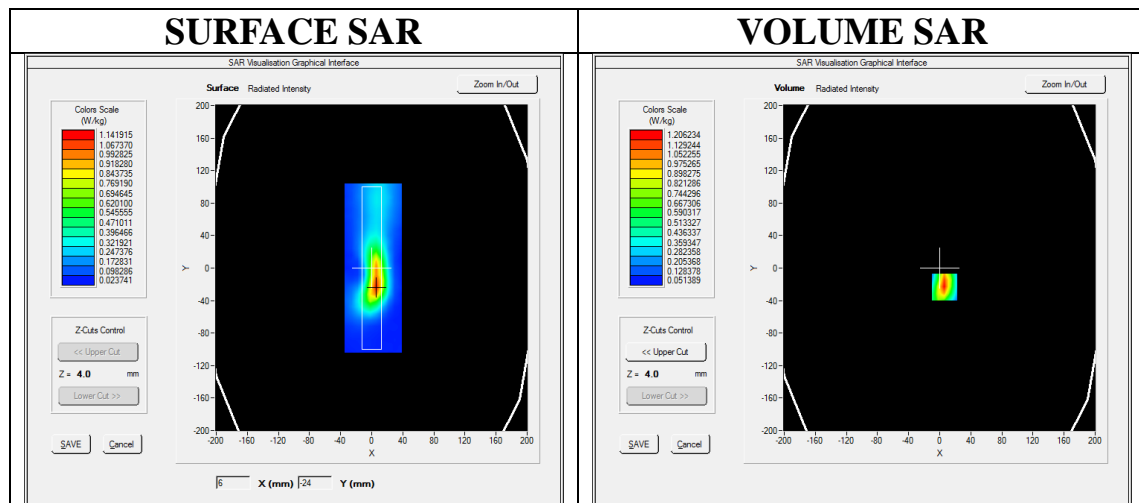 SURFACE SAR
SAR Visualisation Graphical Interface
Surface Radiated Intensity
Zoom In/Out
Colors Scale
(W/kg)
1.141915
1.067370
0.992825
0.918280
0.843735
0.769190
0.694645
0.620100
0.545555
0.471011
0.396466
0.321921
0.247376
0.172831
0.098286
0.023741
200
160
120
80
40
0
-40
-80
-120
-160
-200
Y
-200 -160 -120 -80 -40 0 40 80 120 160 200
X
Z-Cuts Control
<< Upper Cut
Z = 4.0 mm
Lower Cut >>
SAVE Cancel
6 X (mm) -24 Y (mm)
VOLUME SAR
SAR Visualisation Graphical Interface
Volume Radiated Intensity
Zoom In/Out
Colors Scale
(W/kg)
1.206234
1.129244
1.052255
0.975265
0.898275
0.821286
0.744296
0.667306
0.590317
0.513327
0.436337
0.359347
0.282358
0.205368
0.128378
0.051389
200
160
120
80
40
0
-40
-80
-120
-160
-200
Y
-200 -160 -120 -80 -40 0 40 80 120 160 200
X
Z-Cuts Control
<< Upper Cut
Z = 4.0 mm
Lower Cut >>
SAVE Cancel